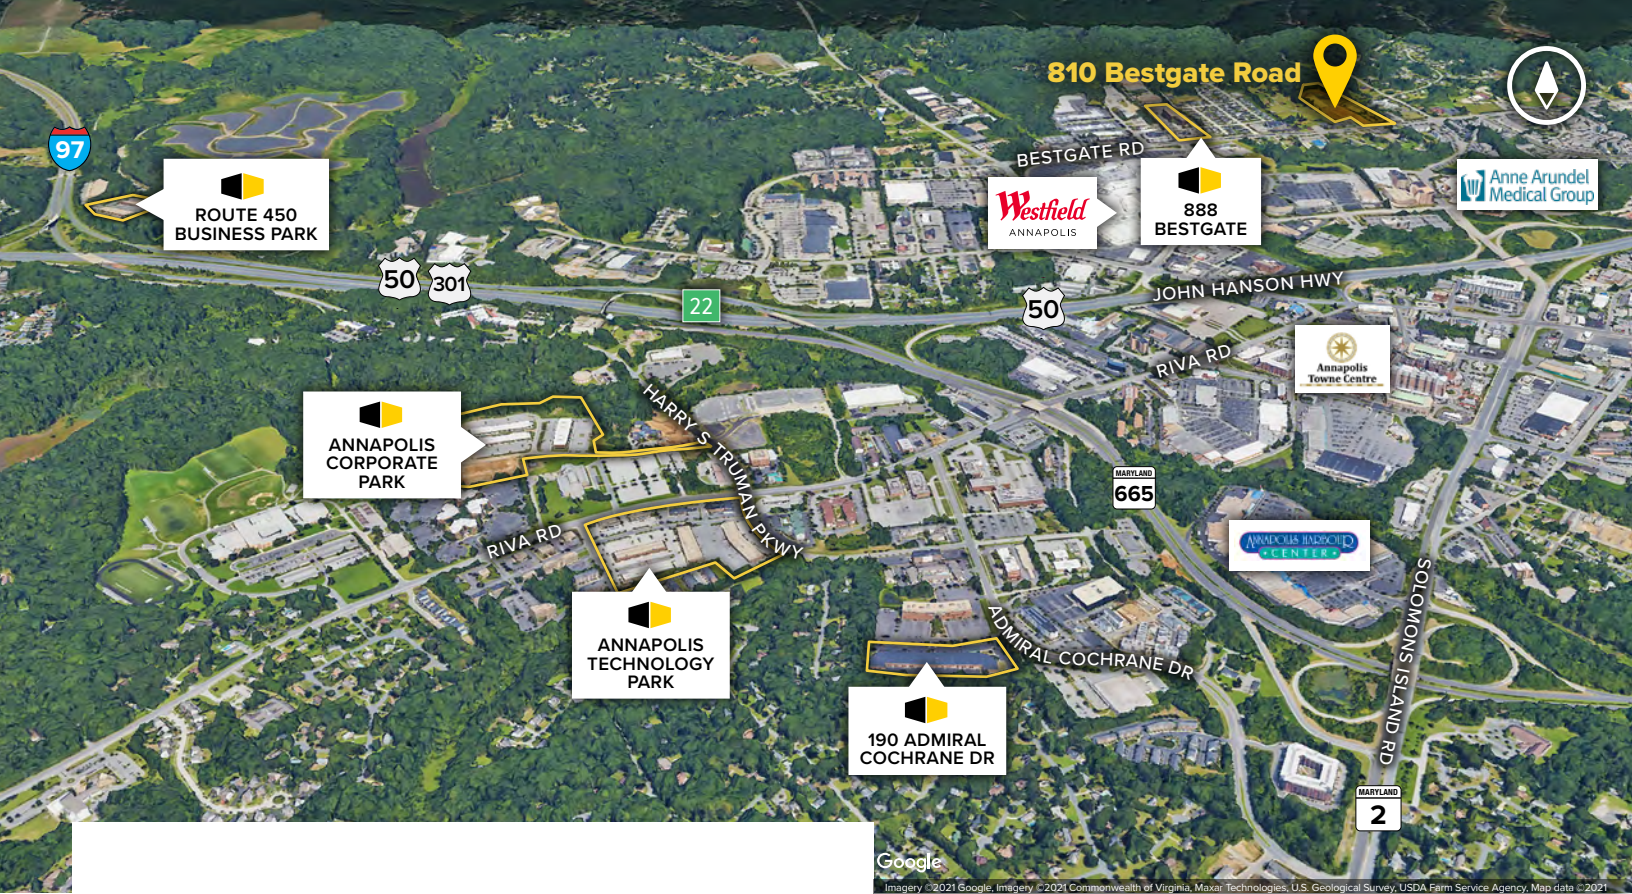 810 Bestgate Road
97
ROUTE 450
BUSINESS PARK
BESTGATE RD
Westfield
ANNAPOLIS
888
BESTGATE
Anne Arundel
Medical Group
50
301
22
50
JOHN HANSON HWY
RIVA RD
Annapolis
Towne Centre
HARRY S TRUMAN PKWY
ANNAPOLIS
CORPORATE
PARK
MARYLAND
665
RIVA RD
ANNAPOLIS HARBOUR
CENTER
SOLOMONS ISLAND RD
ANNAPOLIS
TECHNOLOGY
PARK
ADMIRAL COCHRANE DR
190 ADMIRAL
COCHRANE DR
MARYLAND
2
Google
Imagery ©2021 Google, Imagery ©2021 Commonwealth of Virginia, Maxar Technologies, U.S. Geological Survey, USDA Farm Service Agency, Map data ©2021